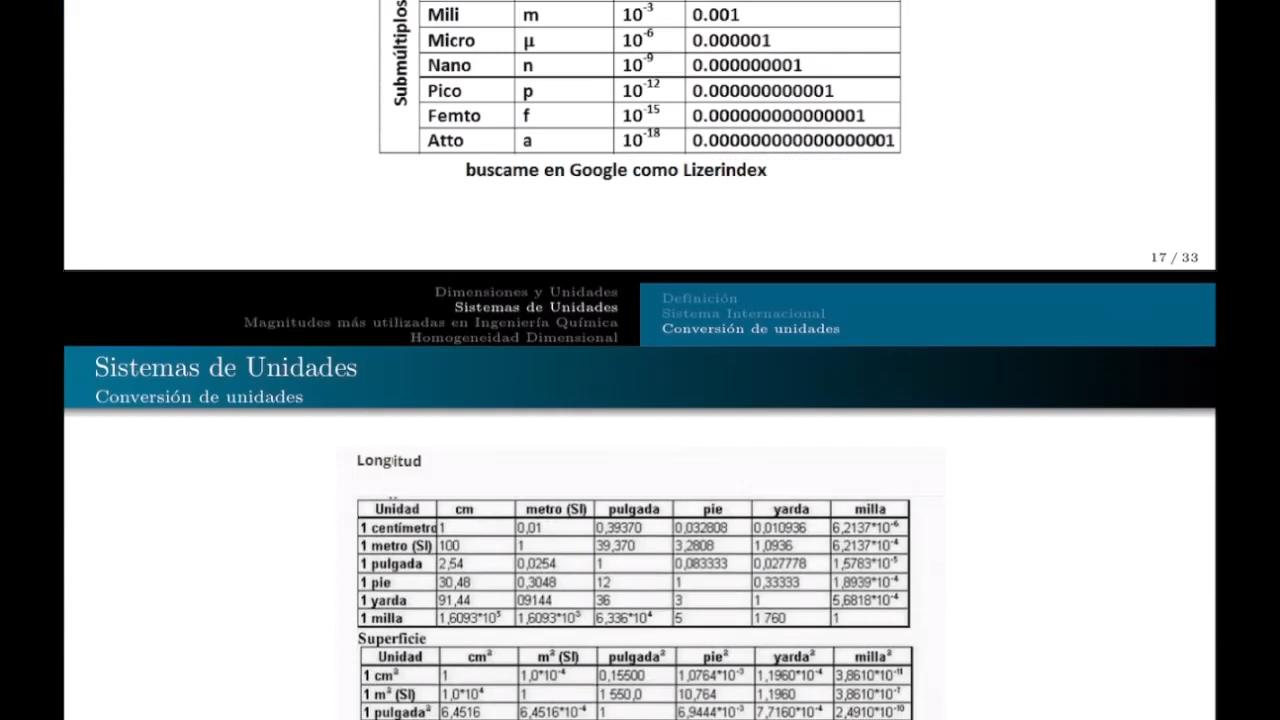 Submúltiplos
Mili m 10⁻³ 0.001
Micro μ 10⁻⁶ 0.000001
Nano n 10⁻⁹ 0.000000001
Pico p 10⁻¹² 0.000000000001
Femto f 10⁻¹⁵ 0.000000000000001
Atto a 10⁻¹⁸ 0.000000000000000001
buscame en Google como Lizerindex
17 / 33
Dimensiones y Unidades
Sistemas de Unidades
Magnitudes más utilizadas en Ingeniería Química
Homogeneidad Dimensional
Definición
Sistema Internacional
Conversión de unidades
Sistemas de Unidades
Conversión de unidades
Longitud
Unidad cm metro (SI) pulgada pie yarda milla
1 centímetro 1 0,01 0,39370 0,032808 0,010936 6,2137*10⁻⁶
1 metro (SI) 100 1 39,370 3,2808 1,0936 6,2137*10⁻⁴
1 pulgada 2,54 0,0254 1 0,083333 0,027778 1,5783*10⁻⁵
1 pie 30,48 0,3048 12 1 0,33333 1,8939*10⁻⁴
1 yarda 91,44 09144 36 3 1 5,6818*10⁻⁴
1 milla 1,6093*10⁵ 1,6093*10³ 6,336*10⁴ 5 1 760 1
Superficie
Unidad cm² m² (SI) pulgada² pie² yarda² milla²
1 cm² 1 1,0*10⁻⁴ 0,15500 1,0764*10⁻³ 1,1960*10⁻⁴ 3,8610*10⁻¹¹
1 m² (SI) 1,0*10⁴ 1 1 550,0 10,764 1,1960 3,8610*10⁻⁷
1 pulgada² 6,4516 6,4516*10⁻⁴ 1 6,9444*10⁻³ 7,7160*10⁻⁴ 2,4910*10⁻¹⁰